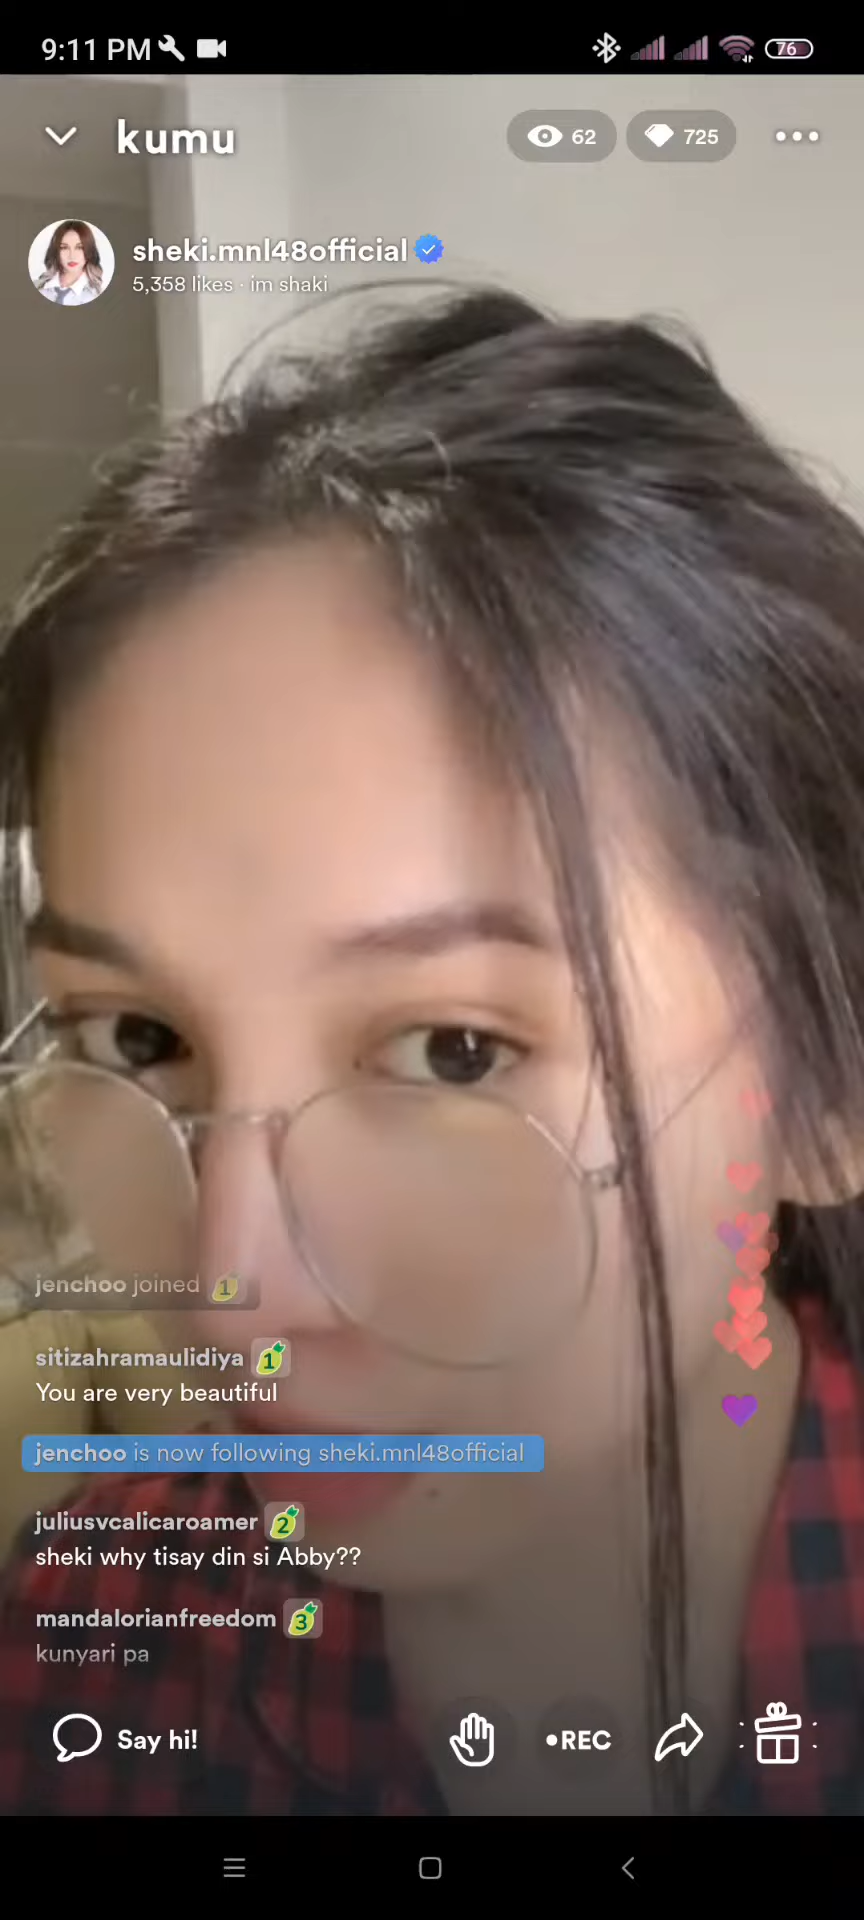 9:11 PM
76
kumu
62
725
sheki.mnl48official
5,358 likes · im shaki
jenchoo joined 1
sitizahramaulidiya 1
You are very beautiful
jenchoo is now following sheki.mnl48official
juliusvcalicaroamer 2
sheki why tisay din si Abby??
mandalorianfreedom 3
kunyari pa
Say hi!
•REC